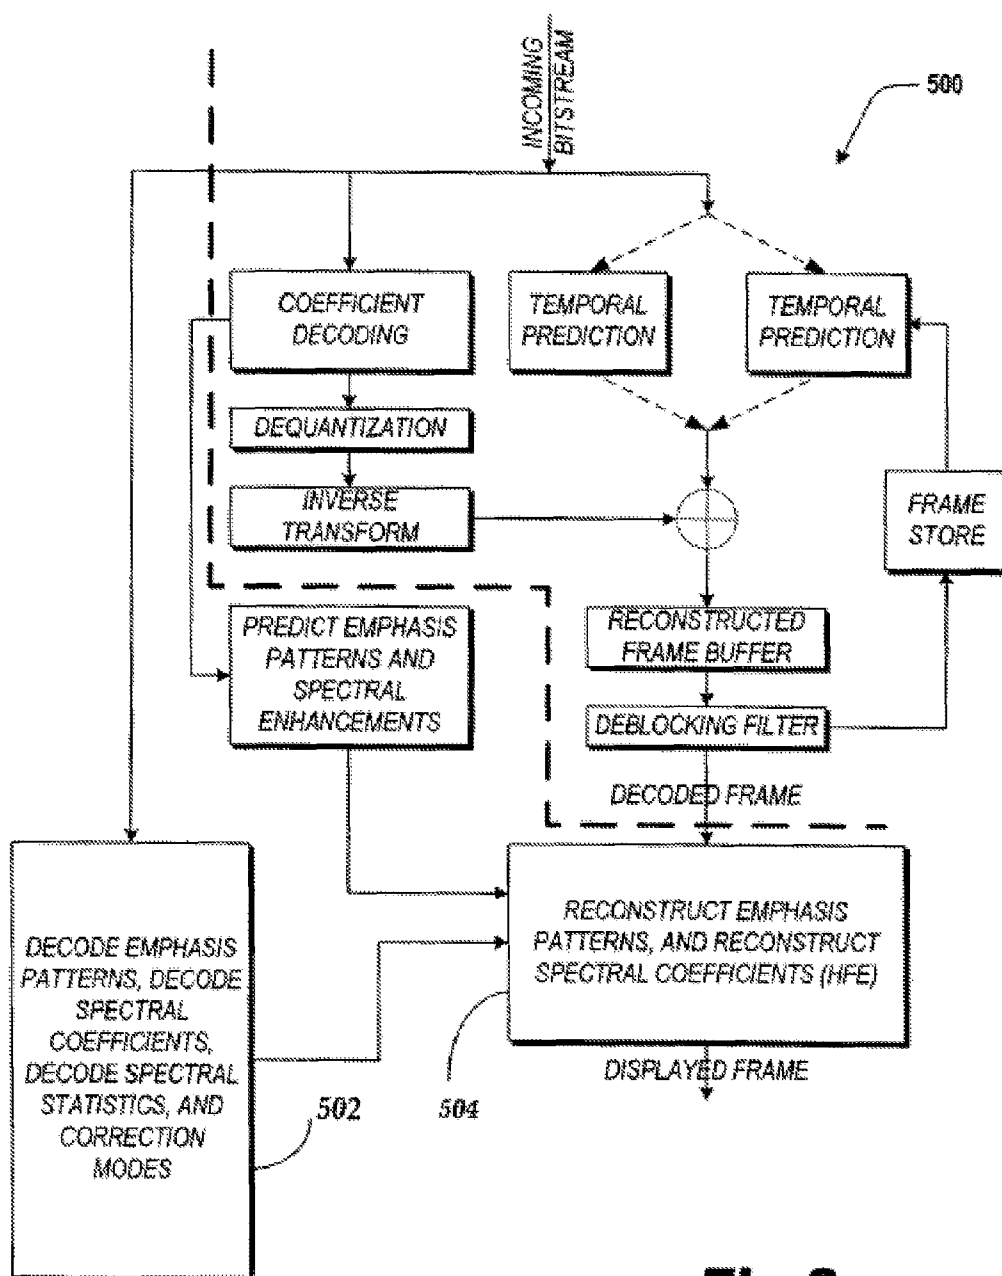 INCOMING
BITSTREAM
500
COEFFICIENT
DECODING
TEMPORAL
PREDICTION
TEMPORAL
PREDICTION
DEQUANTIZATION
INVERSE
TRANSFORM
FRAME
STORE
PREDICT EMPHASIS
PATTERNS AND
SPECTRAL
ENHANCEMENTS
RECONSTRUCTED
FRAME BUFFER
DEBLOCKING FILTER
DECODED FRAME
DECODE EMPHASIS
PATTERNS, DECODE
SPECTRAL
COEFFICIENTS,
DECODE SPECTRAL
STATISTICS, AND
CORRECTION
MODES
RECONSTRUCT EMPHASIS
PATTERNS, AND RECONSTRUCT
SPECTRAL COEFFICIENTS (HFE)
502
504
DISPLAYED FRAME